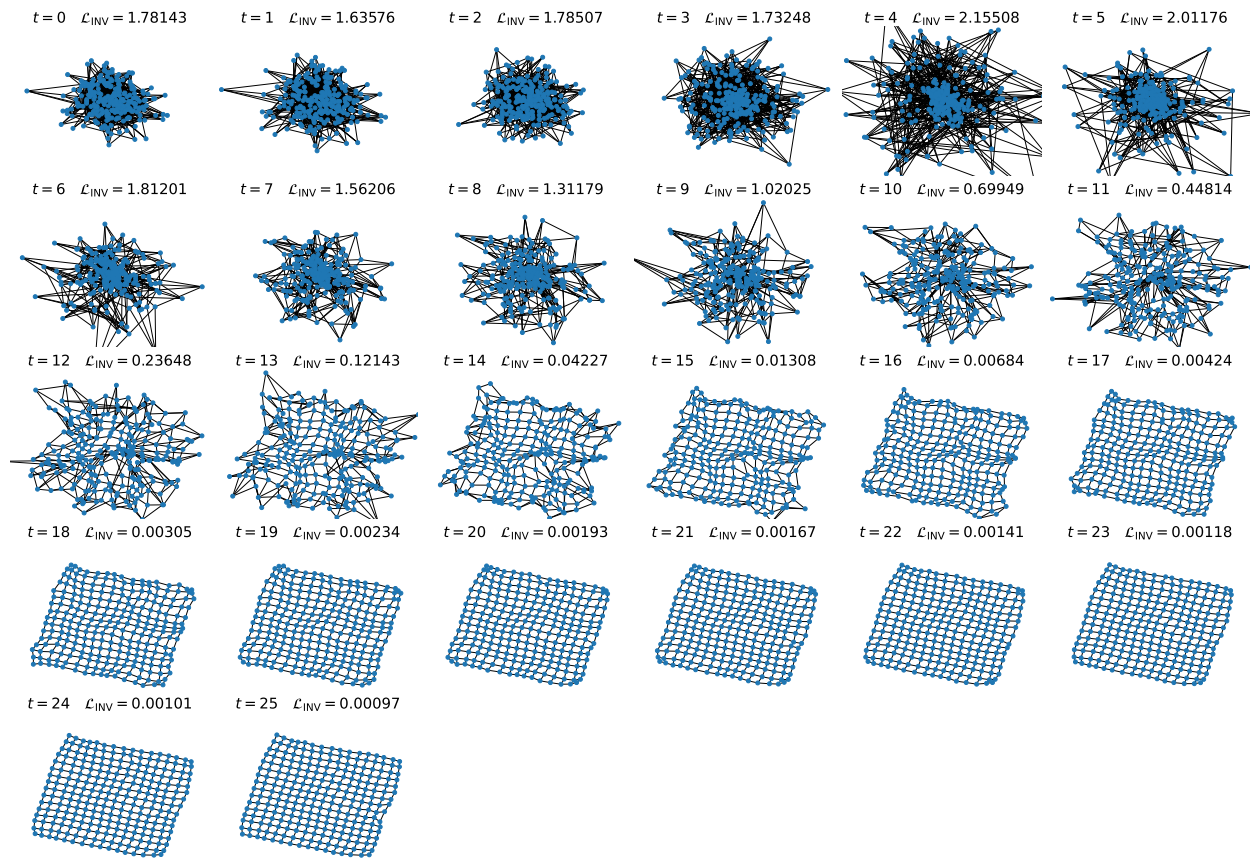 t = 0 ℒ_INV = 1.78143
t = 1 ℒ_INV = 1.63576
t = 2 ℒ_INV = 1.78507
t = 3 ℒ_INV = 1.73248
t = 4 ℒ_INV = 2.15508
t = 5 ℒ_INV = 2.01176
t = 6 ℒ_INV = 1.81201
t = 7 ℒ_INV = 1.56206
t = 8 ℒ_INV = 1.31179
t = 9 ℒ_INV = 1.02025
t = 10 ℒ_INV = 0.69949
t = 11 ℒ_INV = 0.44814
t = 12 ℒ_INV = 0.23648
t = 13 ℒ_INV = 0.12143
t = 14 ℒ_INV = 0.04227
t = 15 ℒ_INV = 0.01308
t = 16 ℒ_INV = 0.00684
t = 17 ℒ_INV = 0.00424
t = 18 ℒ_INV = 0.00305
t = 19 ℒ_INV = 0.00234
t = 20 ℒ_INV = 0.00193
t = 21 ℒ_INV = 0.00167
t = 22 ℒ_INV = 0.00141
t = 23 ℒ_INV = 0.00118
t = 24 ℒ_INV = 0.00101
t = 25 ℒ_INV = 0.00097